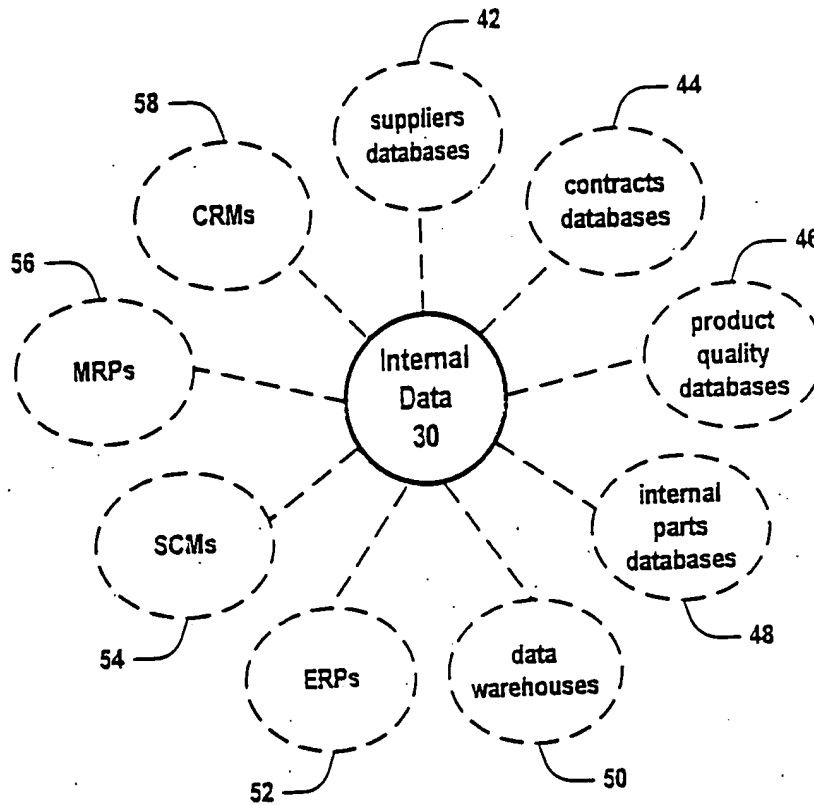 42
suppliers
databases
44
contracts
databases
58
CRMs
46
product
quality
databases
56
MRPs
Internal
Data
30
internal
parts
databases
48
SCMs
54
data
warehouses
50
ERPs
52